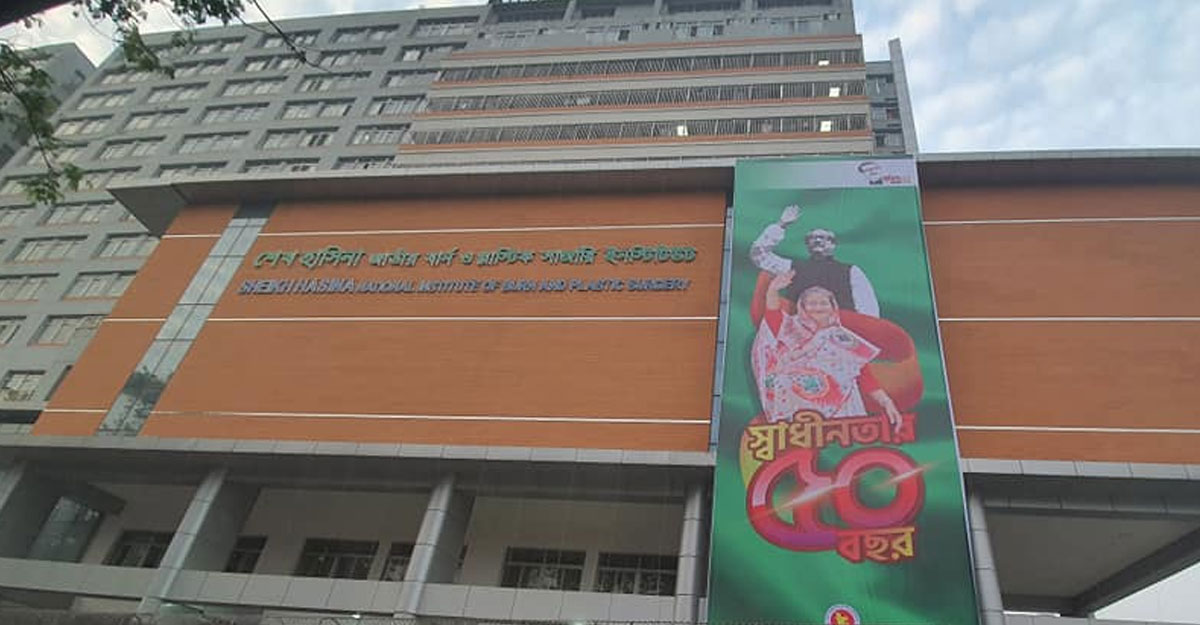 শেখ হাসিনা জাতীয় বার্ন ও প্লাস্টিক সার্জারি ইনস্টিটিউট
SHEIKH HASINA NATIONAL INSTITUTE OF BURN AND PLASTIC SURGERY
স্বাধীনতার
৫০
বছর